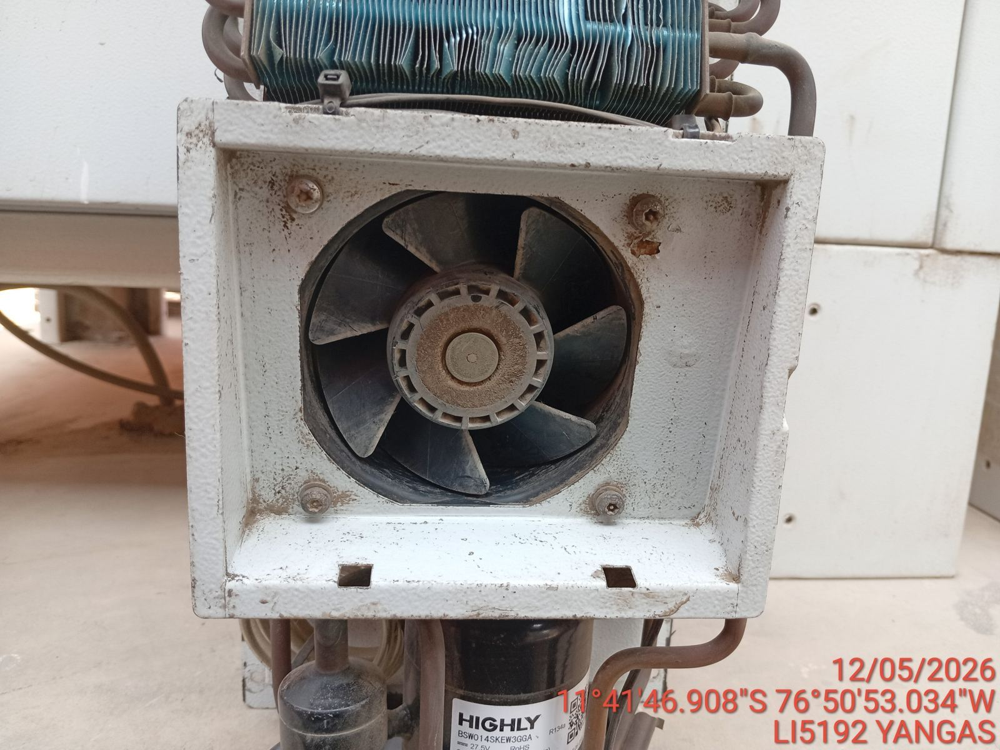 HIGHLY
BSW014SKEW3GGA
R134a
27.5V RoHS
12/05/2026
11°41'46.908"S 76°50'53.034"W
LI5192 YANGAS